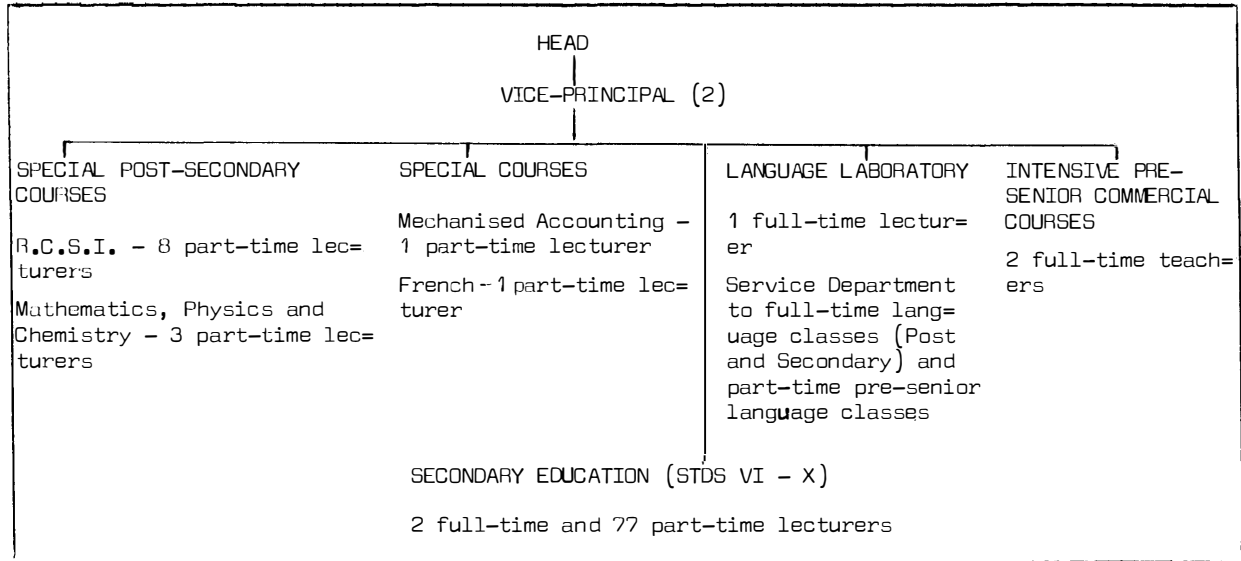 HEAD
VICE-PRINCIPAL (2)
SPECIAL POST-SECONDARY
COURSES
R.C.S.I. - 8 part-time lec=
turers
Mathematics, Physics and
Chemistry - 3 part-time lec=
turers
SPECIAL COURSES
Mechanised Accounting -
1 part-time lecturer
French - 1 part-time lec=
turer
LANGUAGE LABORATORY
1 full-time lectur=
er
Service Department
to full-time lang=
uage classes (Post
and Secondary) and
part-time pre-senior
language classes
INTENSIVE PRE-
SENIOR COMMERCIAL
COURSES
2 full-time teach=
ers
SECONDARY EDUCATION (STDS VI - X)
2 full-time and 77 part-time lecturers